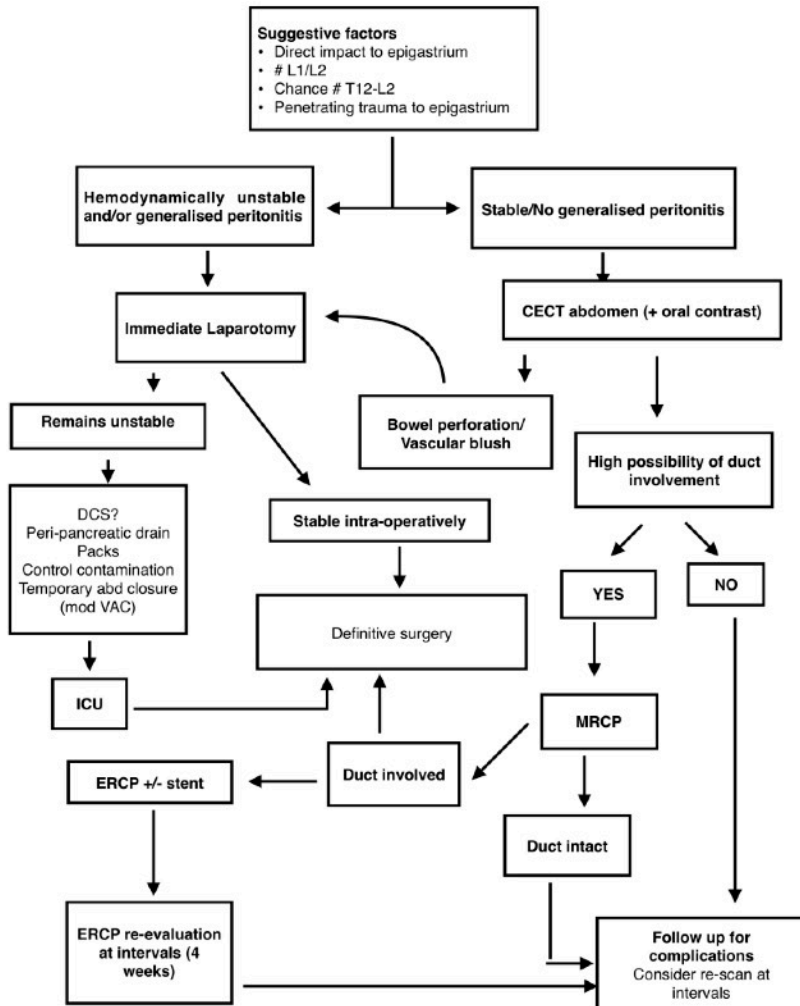 Suggestive factors
• Direct impact to epigastrium
• # L1/L2
• Chance # T12-L2
• Penetrating trauma to epigastrium
Hemodynamically unstable
and/or generalised peritonitis
Stable/No generalised peritonitis
Immediate Laparotomy
CECT abdomen (+ oral contrast)
Remains unstable
Bowel perforation/
Vascular blush
High possibility of duct
involvement
DCS?
Peri-pancreatic drain
Packs
Control contamination
Temporary abd closure
(mod VAC)
Stable intra-operatively
YES
NO
Definitive surgery
ICU
MRCP
ERCP +/- stent
Duct involved
Duct intact
ERCP re-evaluation
at intervals (4
weeks)
Follow up for
complications
Consider re-scan at
intervals